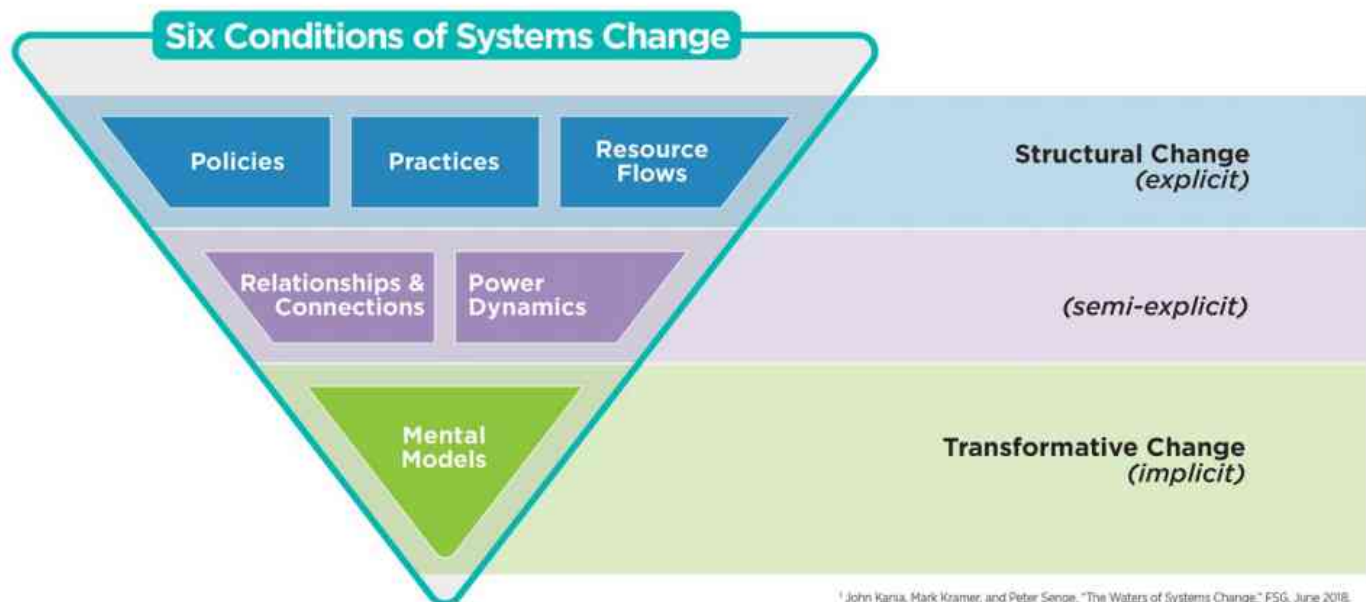 Six Conditions of Systems Change
Policies
Practices
Resource
Flows
Structural Change
(explicit)
Relationships &
Connections
Power
Dynamics
(semi-explicit)
Mental
Models
Transformative Change
(implicit)
¹ John Kania, Mark Kramer, and Peter Senge. "The Waters of Systems Change." FSG. June 2018.